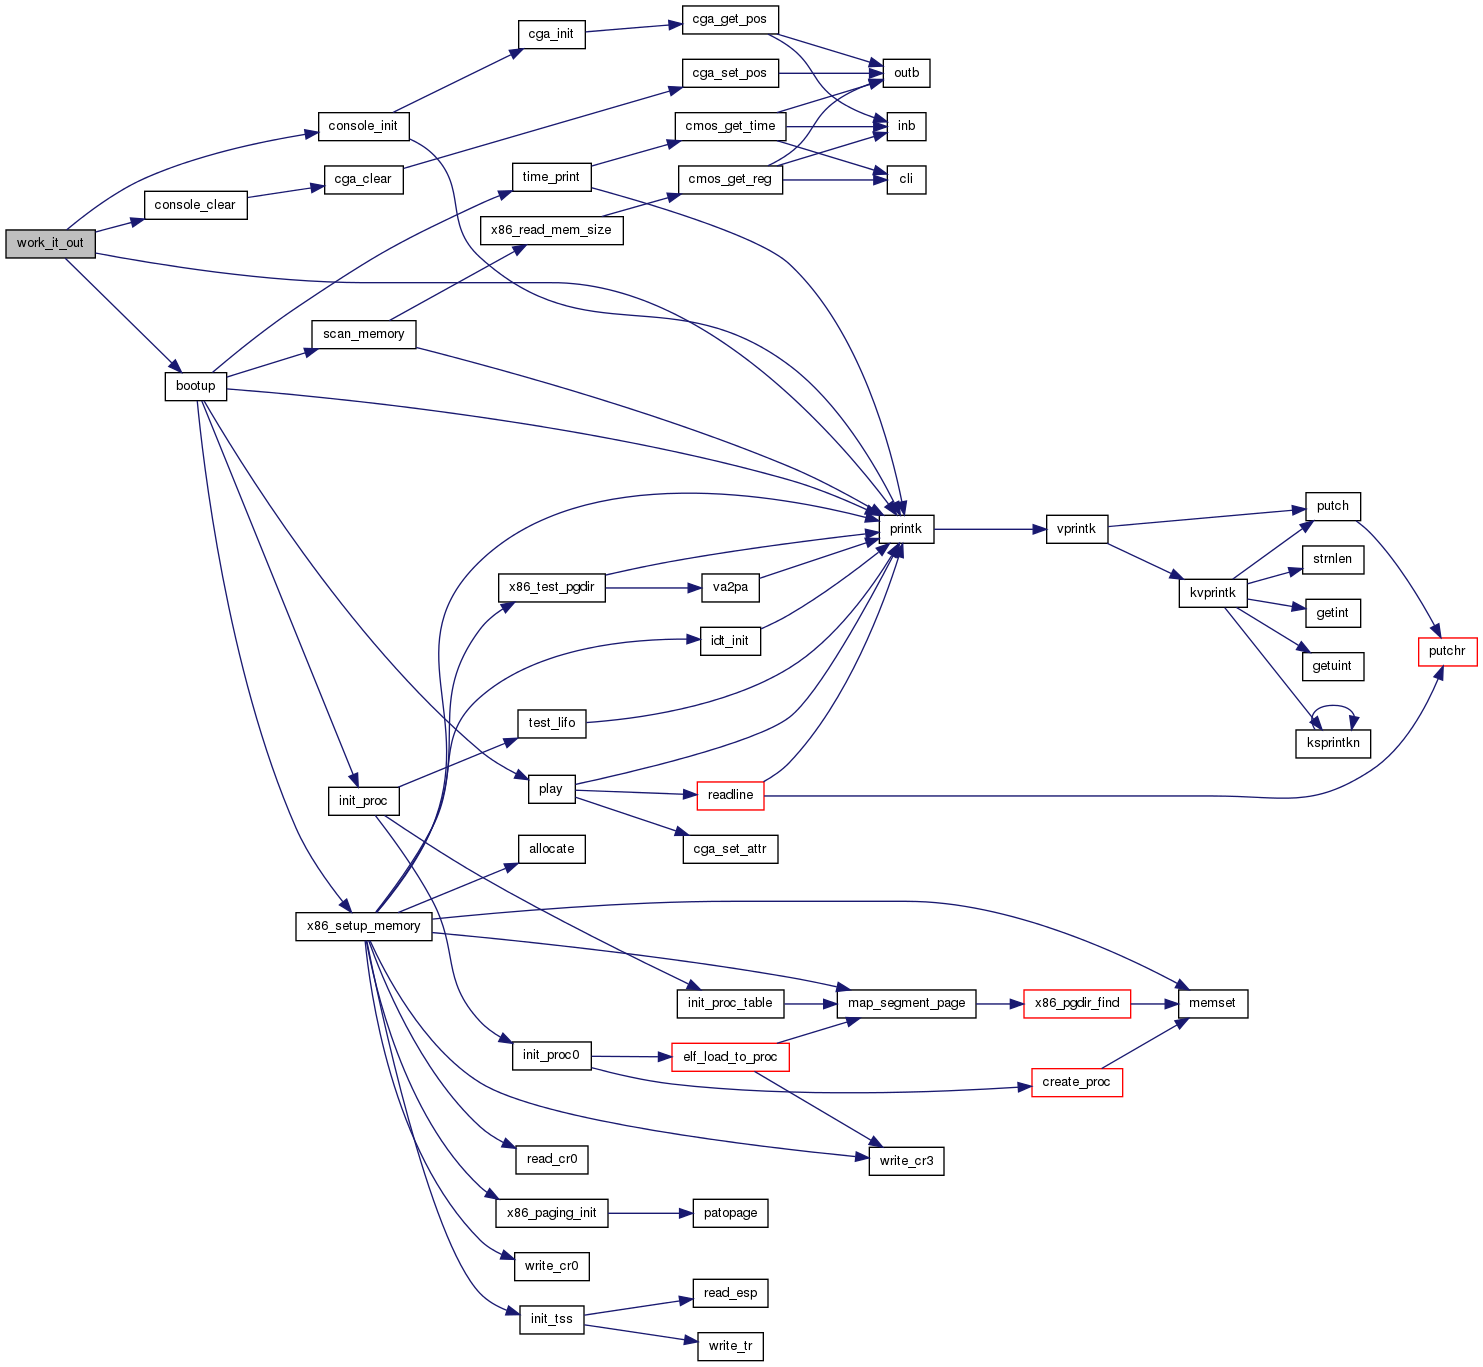 cga_get_pos
cga_init
cga_set_pos
outb
console_init
cmos_get_time
inb
cga_clear
time_print
cmos_get_reg
cli
console_clear
x86_read_mem_size
work_it_out
scan_memory
bootup
putch
printk
vprintk
strnlen
x86_test_pgdir
va2pa
kvprintk
getint
idt_init
putchr
getuint
test_lifo
ksprintkn
play
readline
init_proc
allocate
cga_set_attr
x86_setup_memory
init_proc_table
map_segment_page
x86_pgdir_find
memset
init_proc0
elf_load_to_proc
create_proc
read_cr0
write_cr3
x86_paging_init
patopage
write_cr0
read_esp
init_tss
write_tr